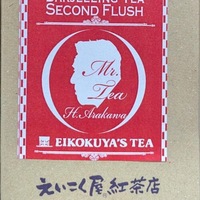 DARJEELING TEA
SECOND FLUSH
Mr.
Tea
H. Arakawa
EIKOKUYA'S TEA
えいこく屋紅茶店